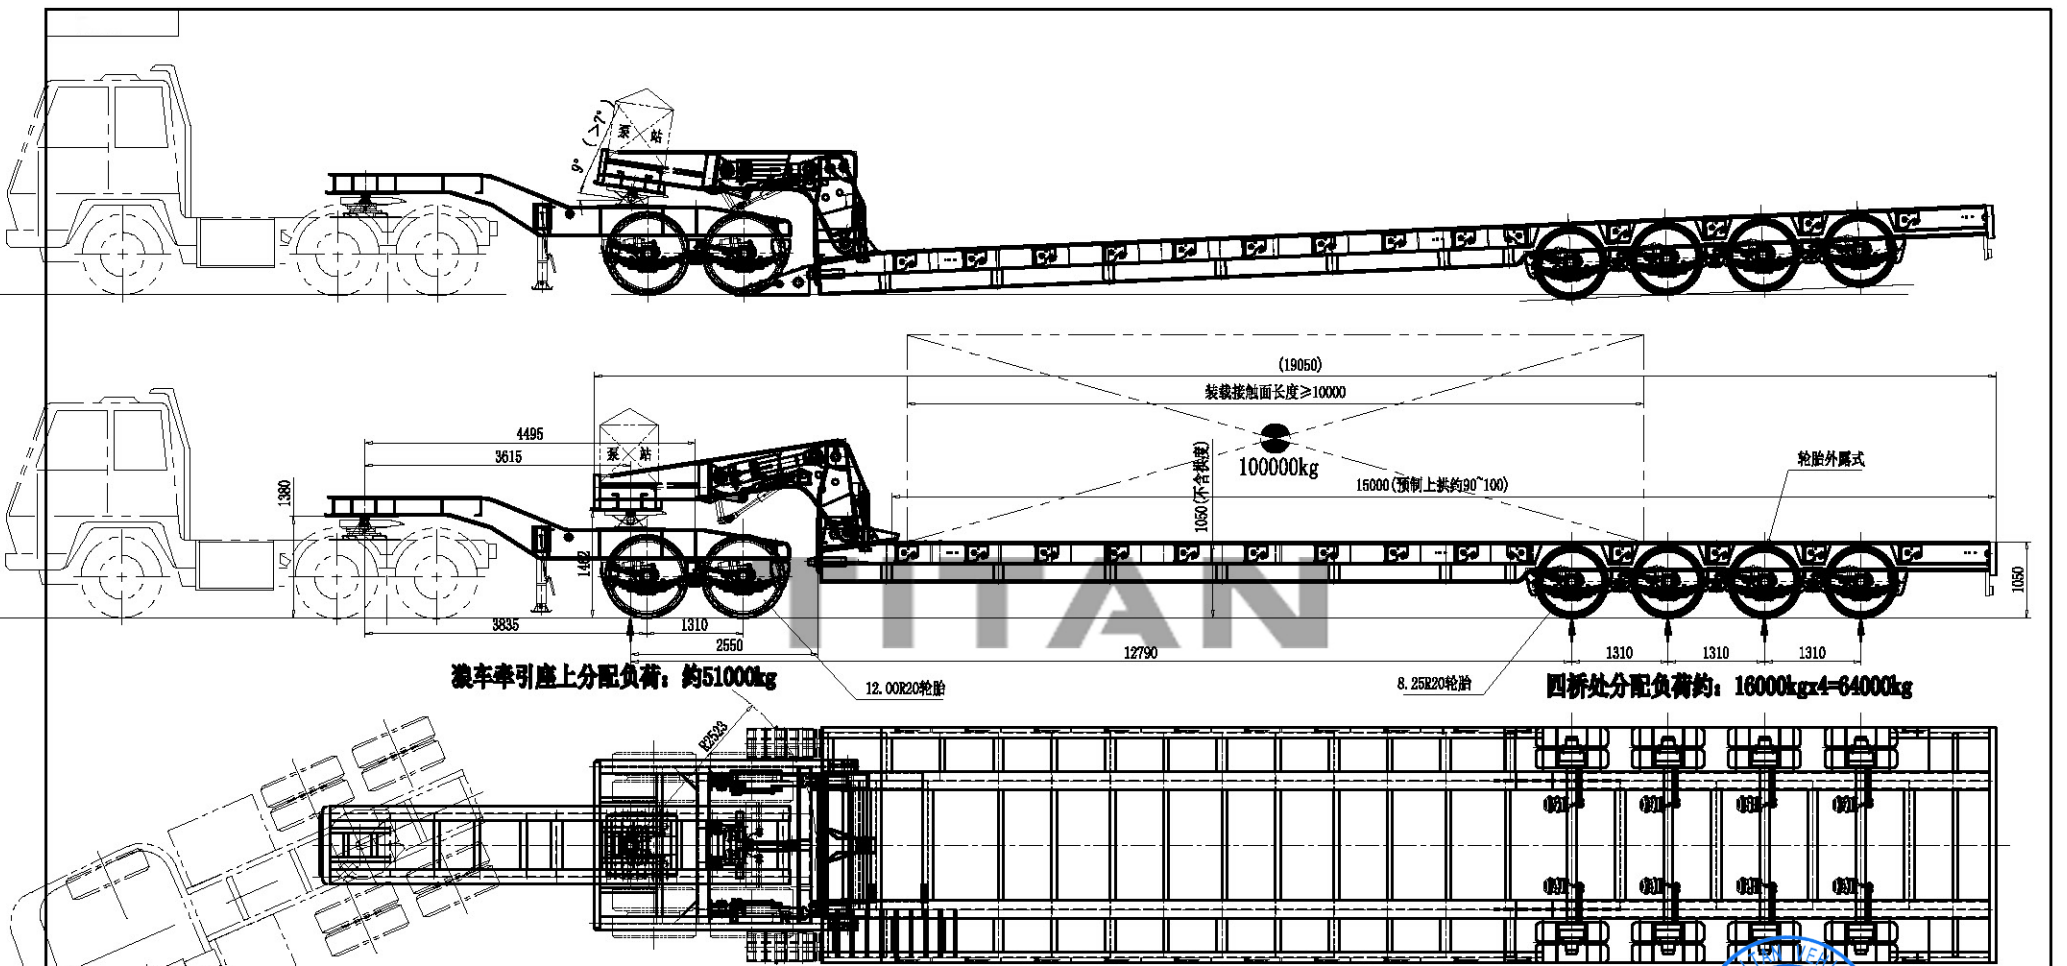 9° (>7°)
泵 站
(19050)
装载接触面长度≥10000
4495
3615
泵 站
1380
100000kg
1050(不含拱度)
轮胎外露式
15000(预制上拱约90~100)
1462
1050
TITAN
3835
1310
2550
12790
1310
1310
1310
狼车牵引座上分配负荷：约51000kg
12.00R20轮胎
8.25R20轮胎
四桥处分配负荷约：16000kgx4=64000kg
R2523